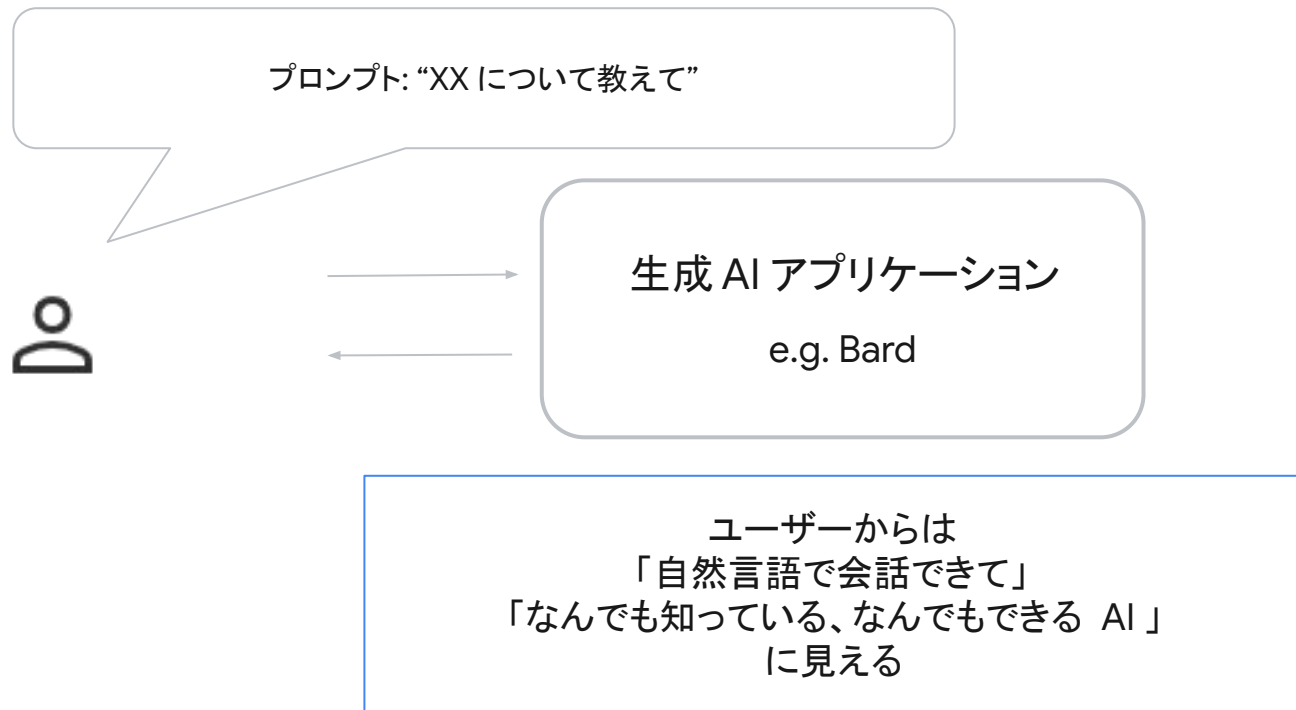 プロンプト: “XX について教えて”
生成 AI アプリケーション
e.g. Bard
ユーザーからは
「自然言語で会話できて」
「なんでも知っている、なんでもできる AI 」
に見える